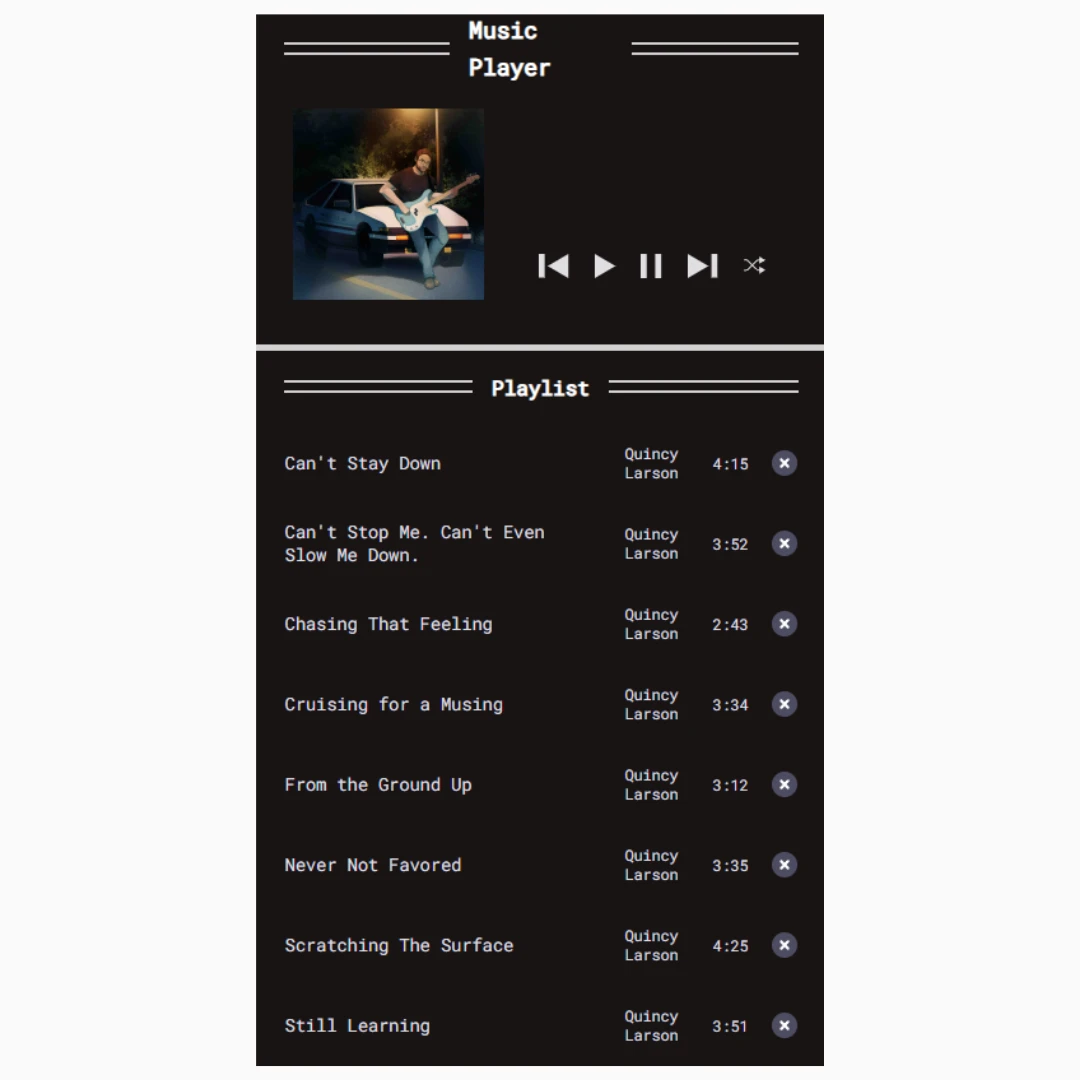 Music
Player
Playlist
Can't Stay Down
Quincy
Larson
4:15
Can't Stop Me. Can't Even
Slow Me Down.
Quincy
Larson
3:52
Chasing That Feeling
Quincy
Larson
2:43
Cruising for a Musing
Quincy
Larson
3:34
From the Ground Up
Quincy
Larson
3:12
Never Not Favored
Quincy
Larson
3:35
Scratching The Surface
Quincy
Larson
4:25
Still Learning
Quincy
Larson
3:51